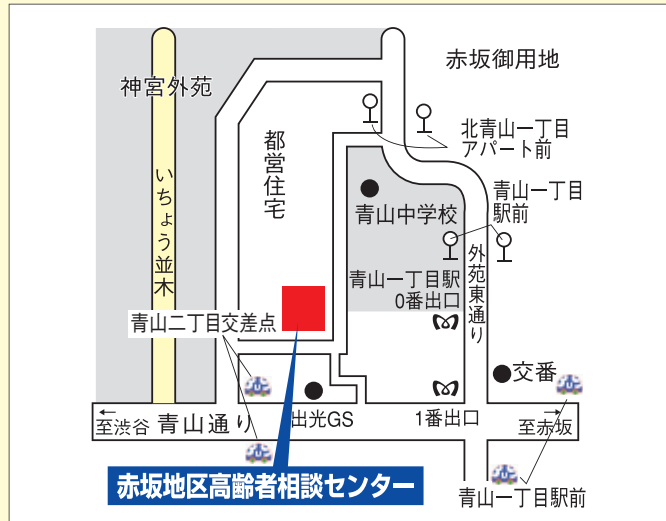 赤坂御用地
神宮外苑
北青山一丁目
アパート前
都営住宅
いちょう並木
青山一丁目
駅前
青山中学校
外苑東通り
青山一丁目駅
0番出口
青山二丁目交差点
交番
←
至渋谷
青山通り
出光GS
1番出口
→
至赤坂
赤坂地区高齢者相談センター
青山一丁目駅前